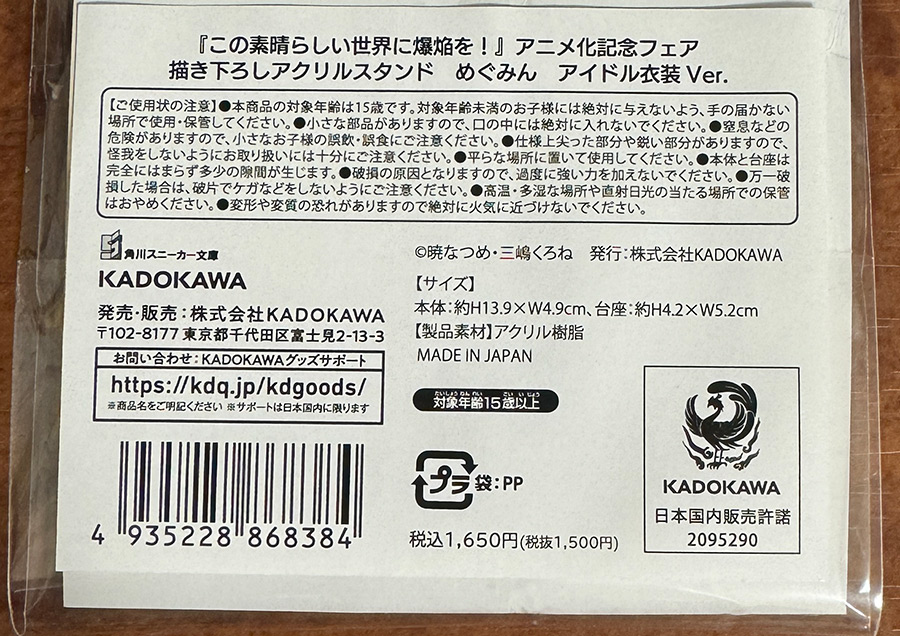 『この素晴らしい世界に爆焔を！』アニメ化記念フェア
描き下ろしアクリルスタンド　めぐみん　アイドル衣装 Ver.
【ご使用状の注意】●本商品の対象年齢は15歳です。対象年齢未満のお子様には絶対に与えないよう、手の届かない
場所で使用・保管してください。●小さな部品がありますので、口の中には絶対に入れないでください。●窒息などの
危険がありますので、小さなお子様の誤飲・誤食にご注意ください。●仕様上尖った部分や鋭い部分がありますので、
怪我をしないようにお取り扱いには十分にご注意ください。●平らな場所に置いて使用してください。●本体と台座は
完全にはまらず多少の隙間が生じます。●破損の原因となりますので、過度に強い力を加えないでください。●万一破
損した場合は、破片でケガなどをしないようにご注意ください。●高温・多湿な場所や直射日光の当たる場所での保管
はおやめください。●変形や変質の恐れがありますので絶対に火気に近づけないでください。
角川スニーカー文庫
KADOKAWA
発売・販売：株式会社KADOKAWA
〒102-8177 東京都千代田区富士見2-13-3
お問い合わせ：KADOKAWAグッズサポート
https://kdq.jp/kdgoods/
※商品名をご明記ください ※サポートは日本国内に限ります
4 935228 868384
©暁なつめ・三嶋くろね　発行：株式会社KADOKAWA
【サイズ】
本体：約H13.9×W4.9cm、台座：約H4.2×W5.2cm
【製品素材】アクリル樹脂
MADE IN JAPAN
たいしょうねんれい さいいじょう
対象年齢15歳以上
プラ 袋：PP
税込1,650円(税抜1,500円)
KADOKAWA
日本国内販売許諾
2095290